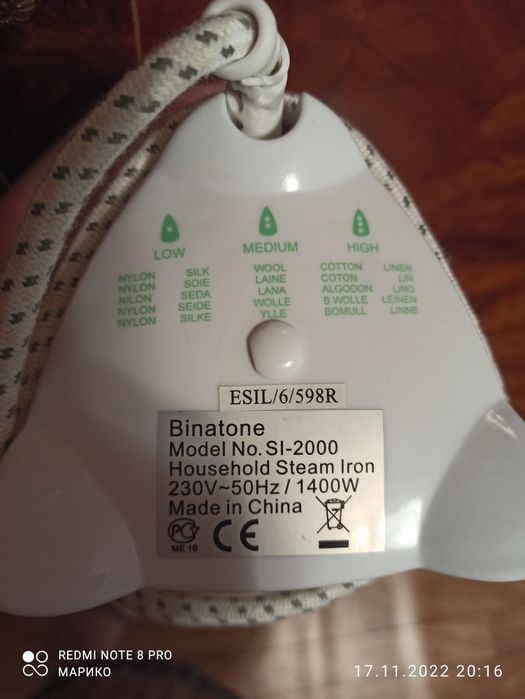 LOW MEDIUM HIGH
NYLON SILK WOOL COTTON LINEN
NYLON SOIE LAINE COTON LIN
NILON SEDA LANA ALGODON LINO
NYLON SEIDE WOLLE B.WOLLE LEINEN
NYLON SILKE YLLE BOMULL LINNE
ESIL/6/598R
Binatone
Model No. SI-2000
Household Steam Iron
230V~50Hz / 1400W
Made in China
РСТ CE
ME 10
REDMI NOTE 8 PRO
МАРИКО 17.11.2022 20:16